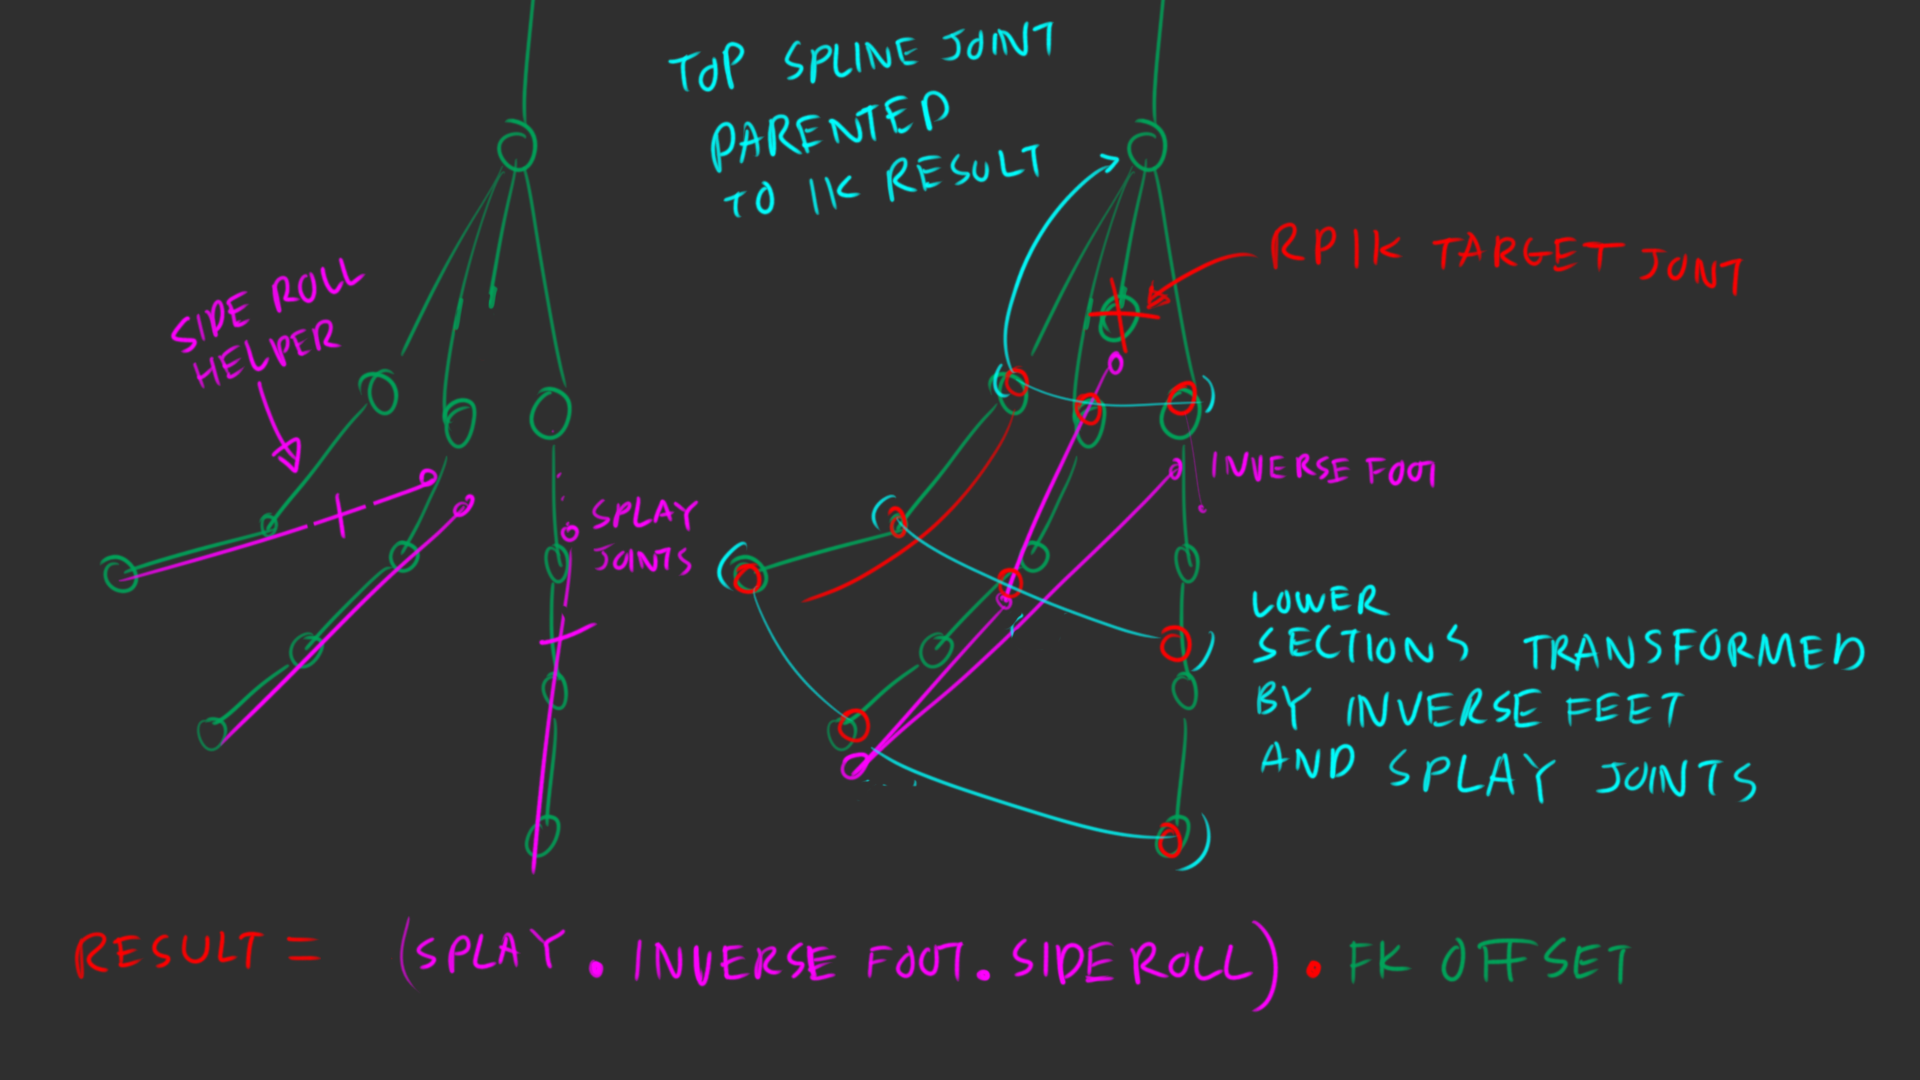 TOP SPLINE JOINT
PARENTED
TO IK RESULT
RPIK TARGET JOINT
SIDE ROLL
HELPER
SPLAY
JOINTS
INVERSE FOOT
LOWER
SECTIONS TRANSFORMED
BY INVERSE FEET
AND SPLAY JOINTS
RESULT = (SPLAY . INVERSE FOOT . SIDE ROLL) . FK OFFSET